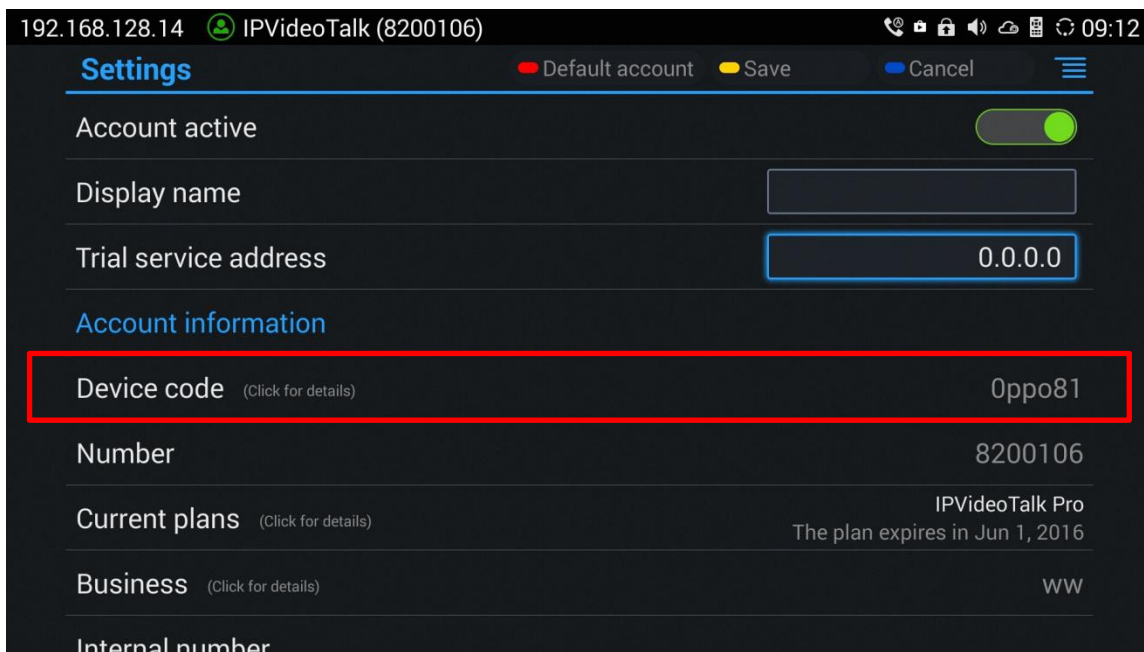 192.168.128.14 IPVideoTalk (8200106) 09:12
Settings Default account Save Cancel
Account active
Display name
Trial service address 0.0.0.0
Account information
Device code (Click for details) 0ppo81
Number 8200106
Current plans (Click for details) IPVideoTalk Pro
The plan expires in Jun 1, 2016
Business (Click for details) ww
Internal number